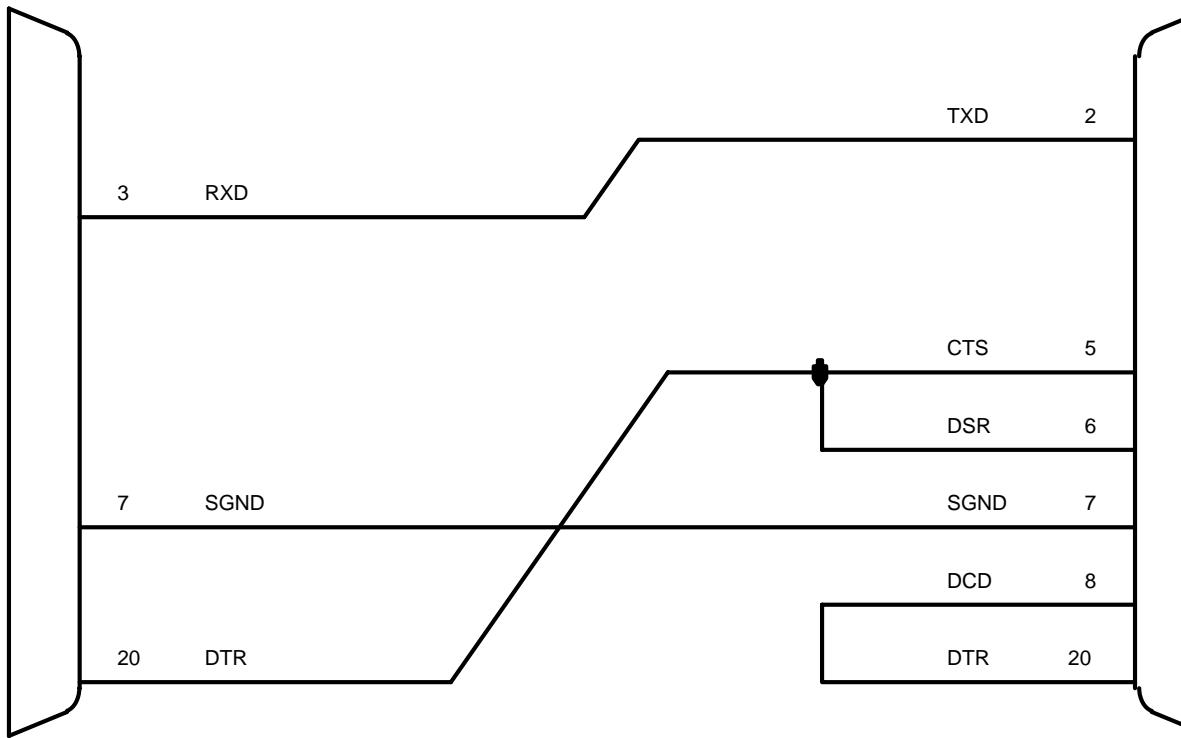 TXD 2
3 RXD
CTS 5
DSR 6
7 SGND SGND 7
DCD 8
20 DTR DTR 20